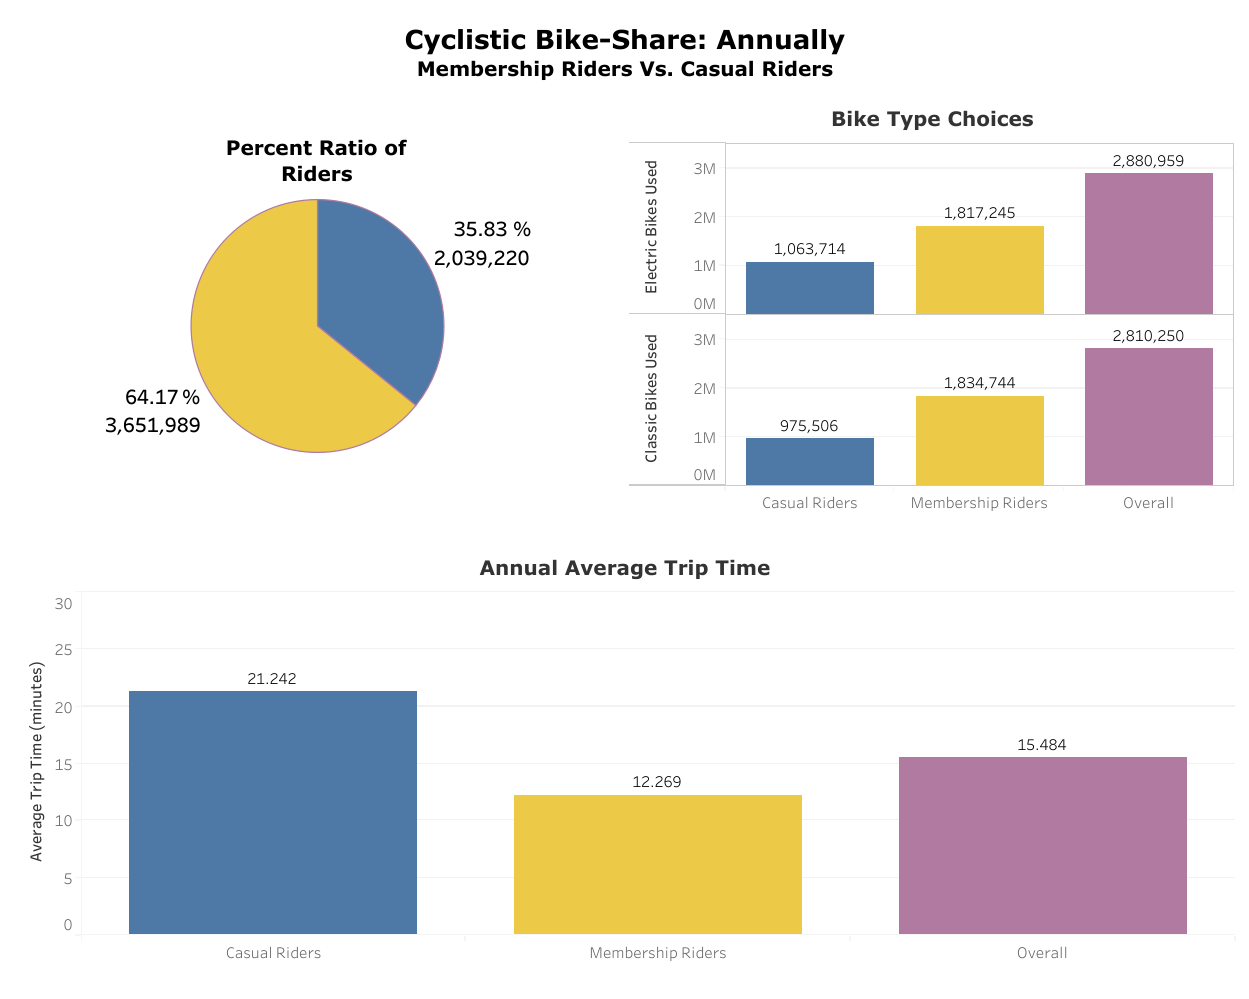 Cyclistic Bike-Share: Annually
Membership Riders Vs. Casual Riders
Percent Ratio of
Riders
35.83 %
2,039,220
64.17 %
3,651,989
Bike Type Choices
Electric Bikes Used
3M
2M
1M
0M
1,063,714
1,817,245
2,880,959
Classic Bikes Used
3M
2M
1M
0M
975,506
1,834,744
2,810,250
Casual Riders
Membership Riders
Overall
Annual Average Trip Time
Average Trip Time (minutes)
30
25
20
15
10
5
0
21.242
12.269
15.484
Casual Riders
Membership Riders
Overall